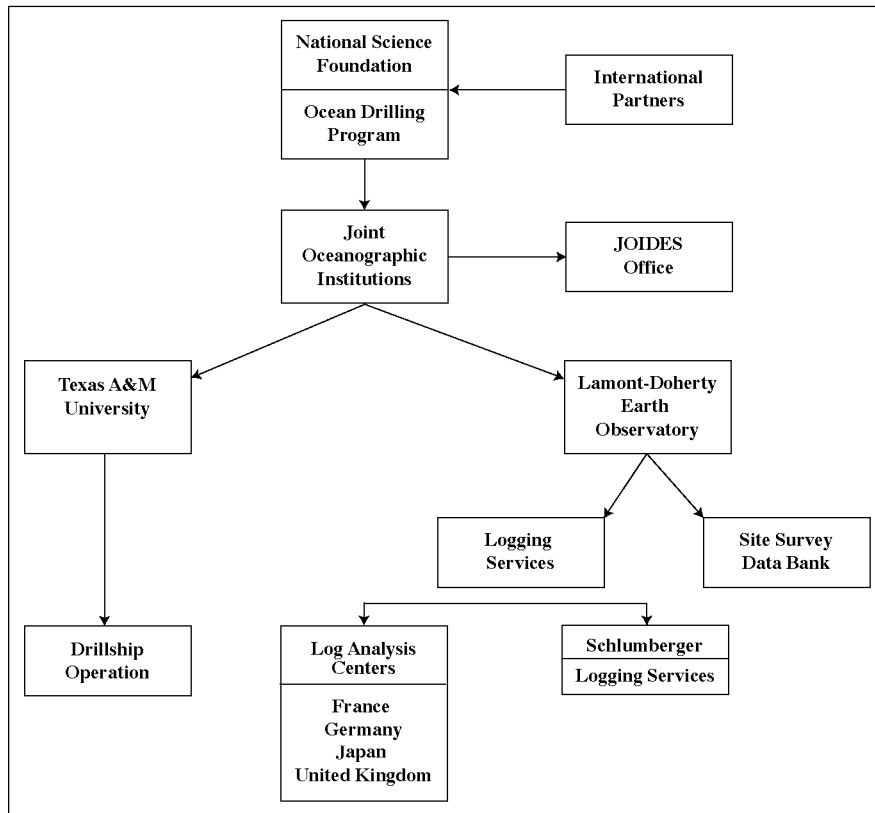 National Science
Foundation
Ocean Drilling
Program
International
Partners
Joint
Oceanographic
Institutions
JOIDES
Office
Texas A&M
University
Lamont-Doherty
Earth
Observatory
Logging
Services
Site Survey
Data Bank
Drillship
Operation
Log Analysis
Centers
France
Germany
Japan
United Kingdom
Schlumberger
Logging Services